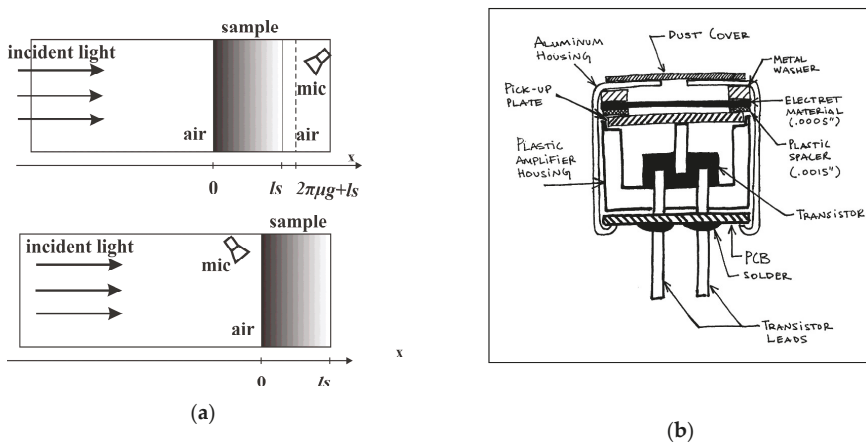 sample
incident light
mic
air
air
x
0
ls
2πμg+ls
sample
incident light
mic
air
x
0
ls
(a)
DUST COVER
ALUMINUM
HOUSING
METAL
WASHER
PICK-UP
PLATE
ELECTRET
MATERIAL
(.0005")
PLASTIC
SPACER
(.0015")
PLASTIC
AMPLIFIER
HOUSING
TRANSISTOR
PCB
SOLDER
TRANSISTOR
LEADS
(b)